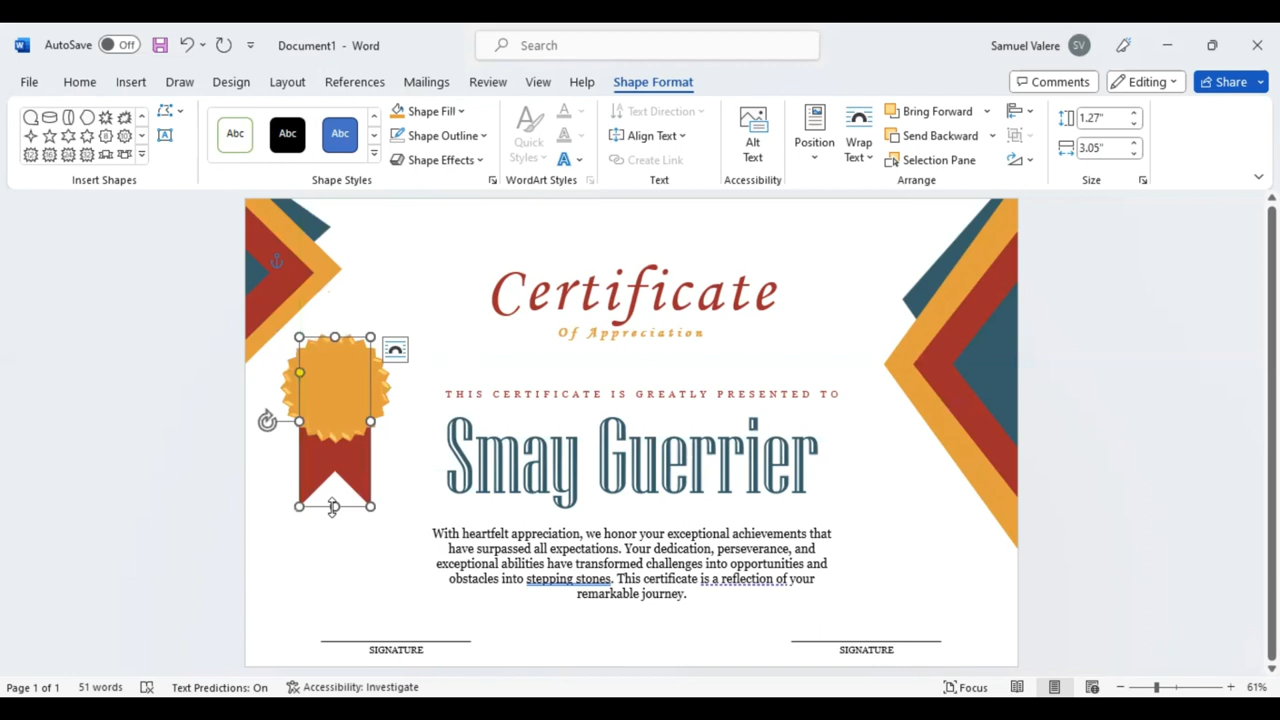 AutoSave Off Document1 - Word Search Samuel Valere SV
File Home Insert Draw Design Layout References Mailings Review View Help Shape Format Comments Editing Share
Abc Abc Abc
Shape Fill
Shape Outline
Shape Effects
Quick
Styles
A
A
A
Text Direction
Align Text
Create Link
Alt
Text
Position
Wrap
Text
Bring Forward
Send Backward
Selection Pane
1.27"
3.05"
Insert Shapes Shape Styles WordArt Styles Text Accessibility Arrange Size
Certificate
Of Appreciation
THIS CERTIFICATE IS GREATLY PRESENTED TO
Smay Guerrier
With heartfelt appreciation, we honor your exceptional achievements that
have surpassed all expectations. Your dedication, perseverance, and
exceptional abilities have transformed challenges into opportunities and
obstacles into stepping stones. This certificate is a reflection of your
remarkable journey.
SIGNATURE SIGNATURE
Page 1 of 1 51 words Text Predictions: On Accessibility: Investigate Focus 61%